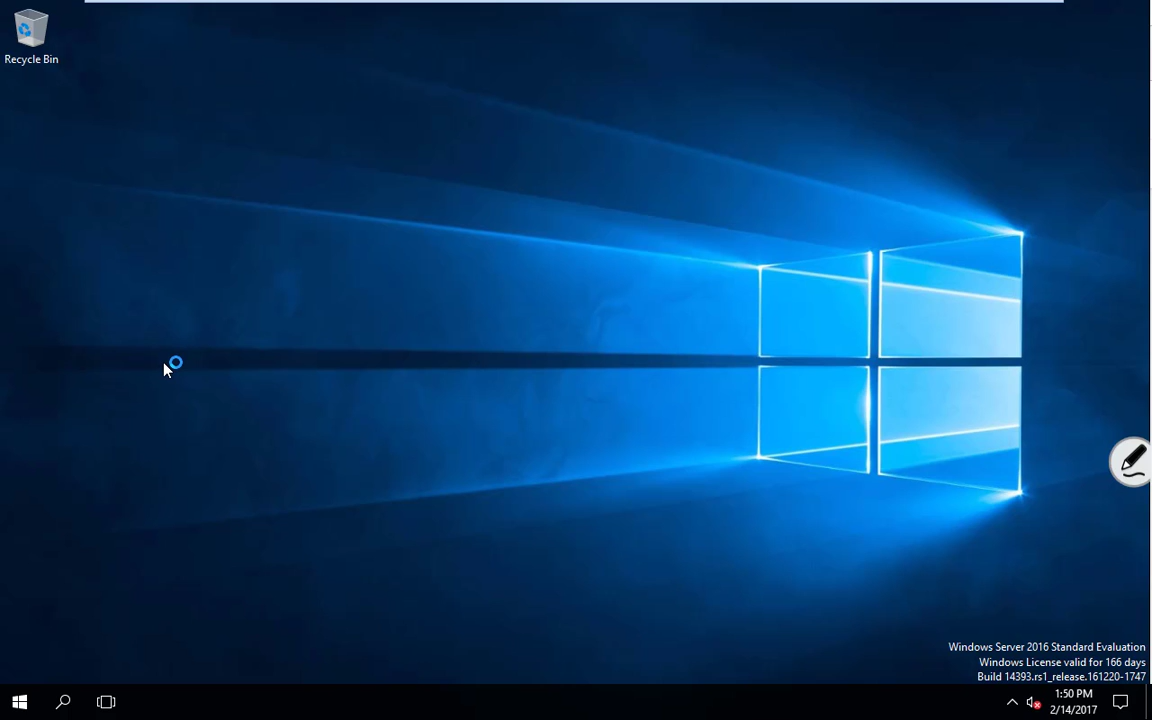 Recycle Bin
Windows Server 2016 Standard Evaluation
Windows License valid for 166 days
Build 14393.rs1_release.161220-1747
1:50 PM
2/14/2017